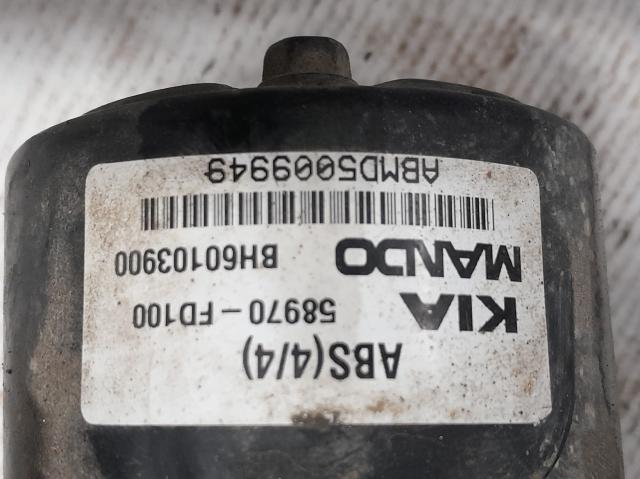 ABS(4/4)
KIA 58970-FD100
MANDO BH60103900
ABMD5009949